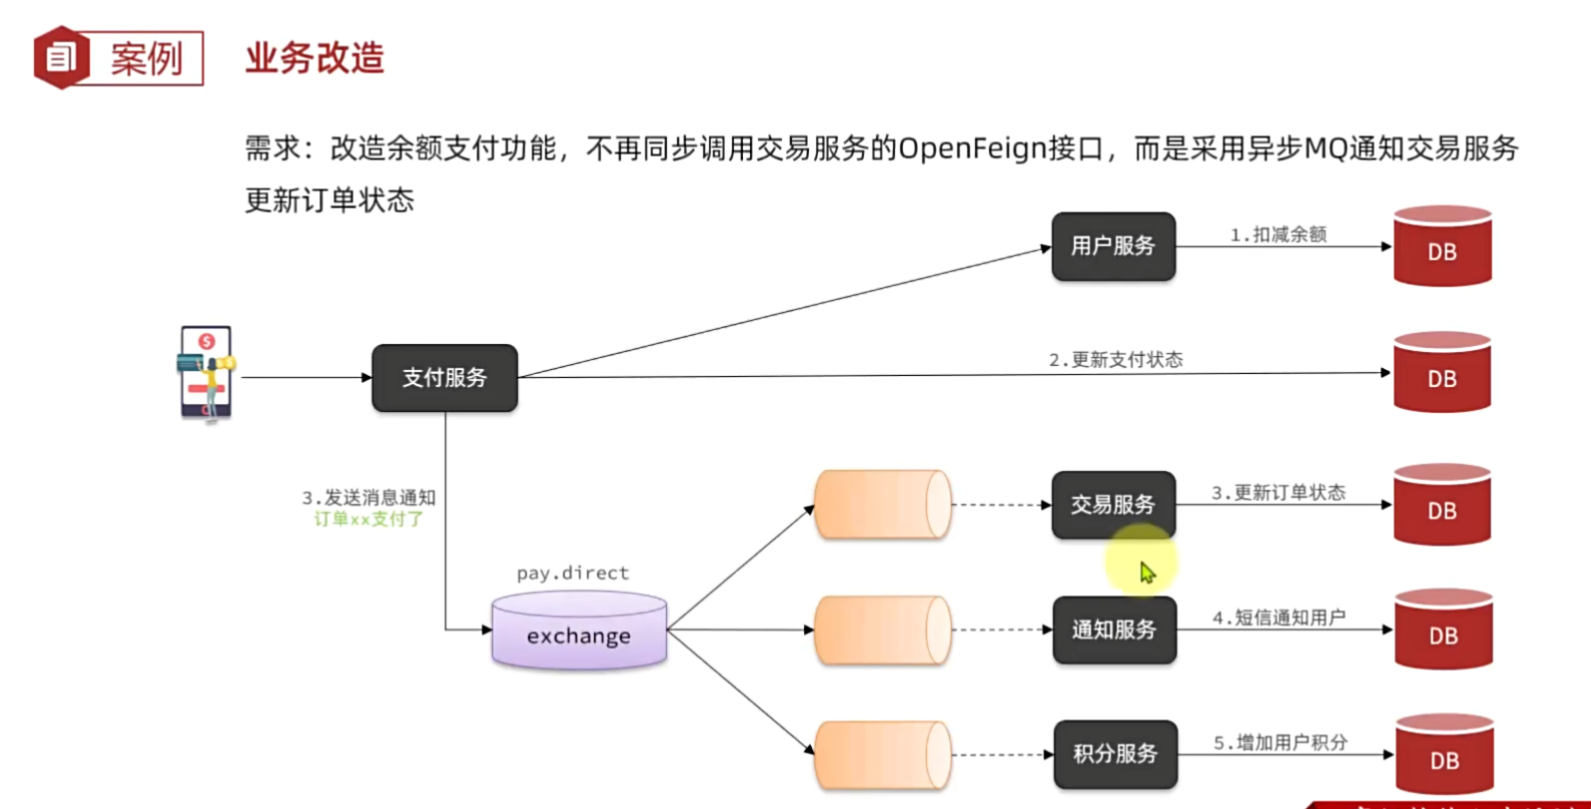 案例
业务改造
需求：改造余额支付功能，不再同步调用交易服务的OpenFeign接口，而是采用异步MQ通知交易服务
更新订单状态
用户服务
1.扣减余额
DB
支付服务
2.更新支付状态
DB
3.发送消息通知
订单xx支付了
交易服务
3.更新订单状态
DB
pay.direct
exchange
通知服务
4.短信通知用户
DB
积分服务
5.增加用户积分
DB